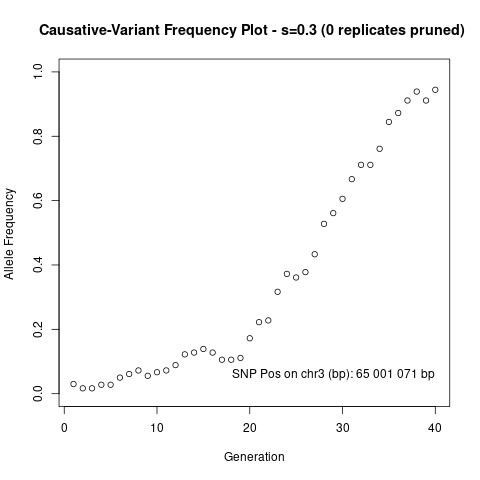 Causative-Variant Frequency Plot - s=0.3 (0 replicates pruned)
1.0
0.8
0.6
0.4
0.2
0.0
Allele Frequency
SNP Pos on chr3 (bp): 65 001 071 bp
0 10 20 30 40
Generation